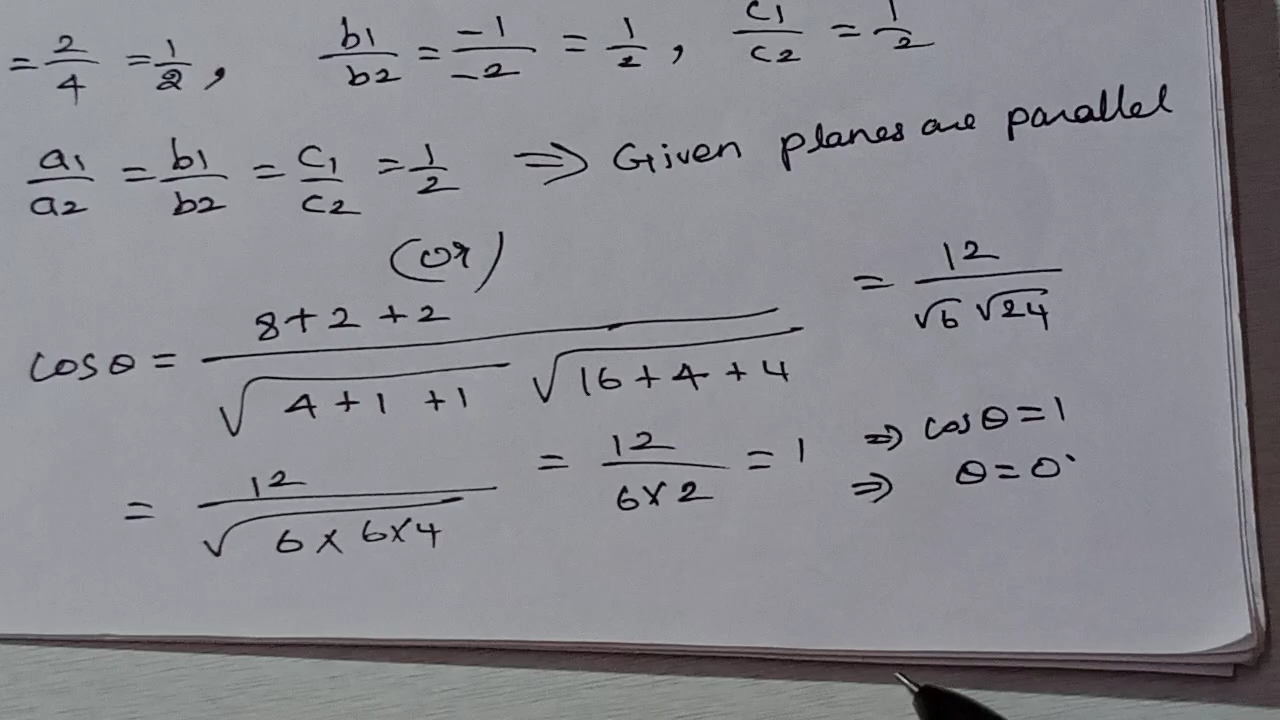 = 2/4 = 1/2, b1/b2 = -1/-2 = 1/2, c1/c2 = 1/2
a1/a2 = b1/b2 = c1/c2 = 1/2 ⇒ Given planes are parallel
(or)
cosθ = 8+2+2 / √4+1+1 √16+4+4 = 12 / √6 √24
= 12 / √6×6×4 = 12 / 6×2 = 1 ⇒ cosθ=1
⇒ θ=0°